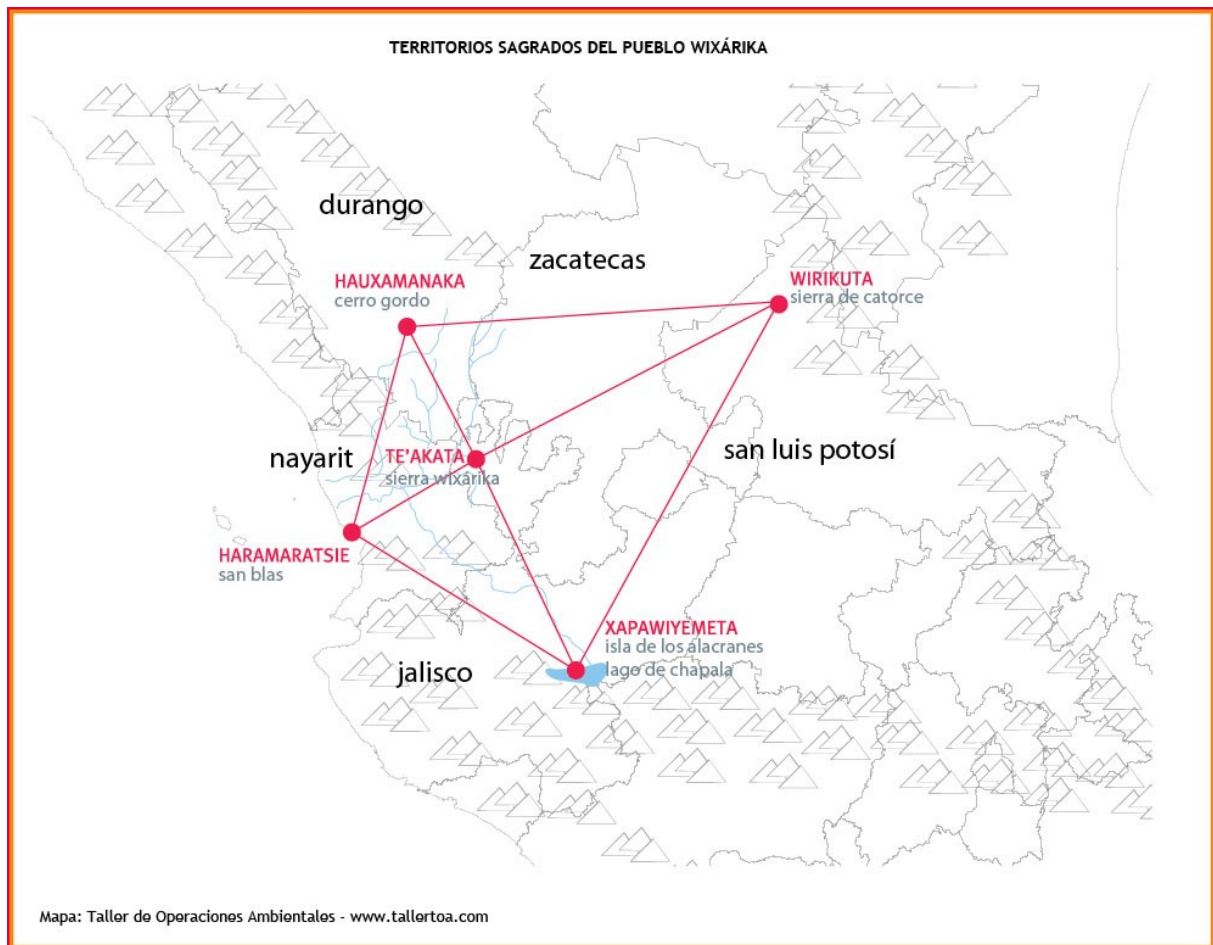 TERRITORIOS SAGRADOS DEL PUEBLO WIXÁRIKA
durango
zacatecas
HAUXAMANAKA
cerro gordo
WIRIKUTA
sierra de catorce
nayarit
TE'AKATA
sierra wixárika
san luis potosí
HARAMARATSIE
san blas
XAPAWIYEMETA
isla de los alacranes
lago de chapala
jalisco
Mapa: Taller de Operaciones Ambientales - www.tallertoa.com